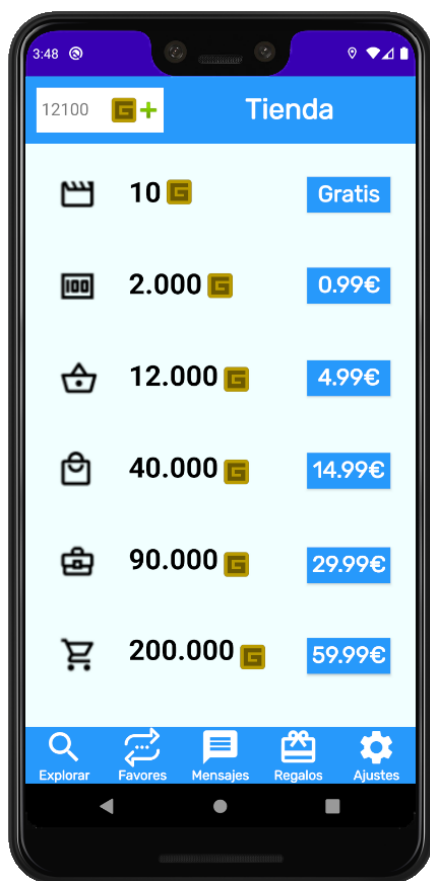 3:48
12100 G +
Tienda
10 G
Gratis
2.000 G
0.99€
100
12.000 G
4.99€
40.000 G
14.99€
90.000 G
29.99€
200.000 G
59.99€
Explorar
Favores
Mensajes
Regalos
Ajustes